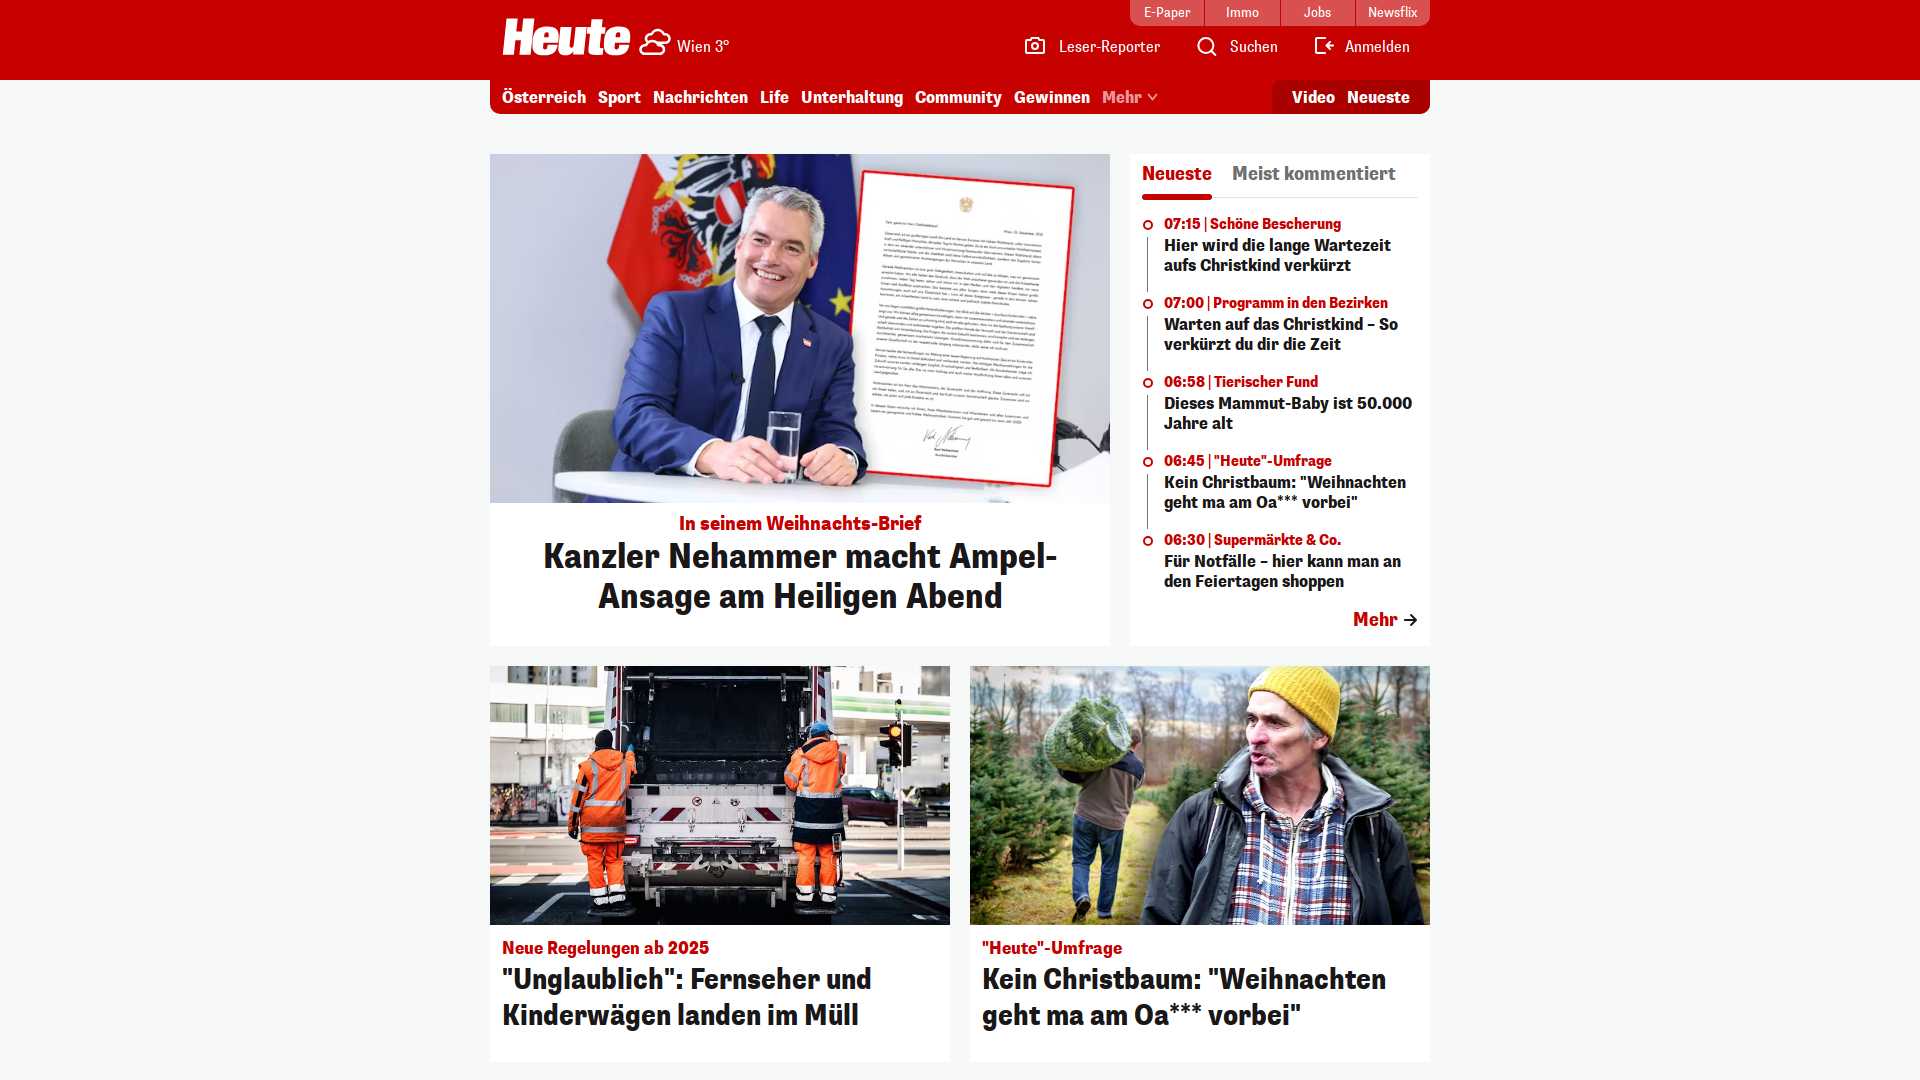 E-Paper
Immo
Jobs
Newsflix
Heute
Wien 3°
Leser-Reporter
Suchen
Anmelden
Österreich
Sport
Nachrichten
Life
Unterhaltung
Community
Gewinnen
Mehr
Video
Neueste
In seinem Weihnachts-Brief
Kanzler Nehammer macht Ampel-
Ansage am Heiligen Abend
Neueste
Meist kommentiert
07:15 | Schöne Bescherung
Hier wird die lange Wartezeit
aufs Christkind verkürzt
07:00 | Programm in den Bezirken
Warten auf das Christkind – So
verkürzt du dir die Zeit
06:58 | Tierischer Fund
Dieses Mammut-Baby ist 50.000
Jahre alt
06:45 | "Heute"-Umfrage
Kein Christbaum: "Weihnachten
geht ma am Oa*** vorbei"
06:30 | Supermärkte & Co.
Für Notfälle – hier kann man an
den Feiertagen shoppen
Mehr
Neue Regelungen ab 2025
"Unglaublich": Fernseher und
Kinderwägen landen im Müll
"Heute"-Umfrage
Kein Christbaum: "Weihnachten
geht ma am Oa*** vorbei"